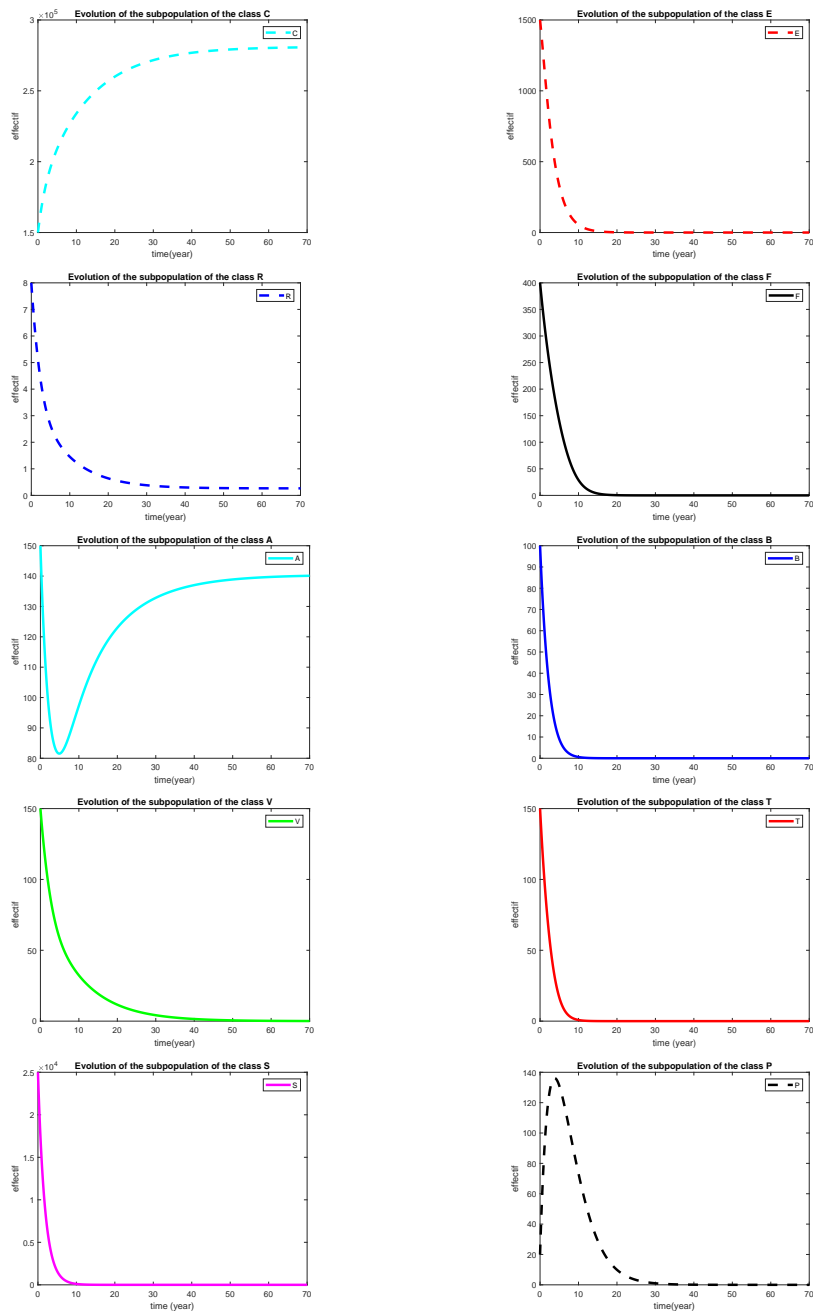 Evolution of the subpopulation of the class C
×10⁵
3
2.5
2
1.5
effectif
C
0 10 20 30 40 50 60 70
time(year)
Evolution of the subpopulation of the class E
1500
1000
500
0
effectif
E
0 10 20 30 40 50 60 70
time (year)
Evolution of the subpopulation of the class R
8
7
6
5
4
3
2
1
0
effectif
R
0 10 20 30 40 50 60 70
time(year)
Evolution of the subpopulation of the class F
400
350
300
250
200
150
100
50
0
effectif
F
0 10 20 30 40 50 60 70
time (year)
Evolution of the subpopulation of the class A
150
140
130
120
110
100
90
80
effectif
A
0 10 20 30 40 50 60 70
time(year)
Evolution of the subpopulation of the class B
100
90
80
70
60
50
40
30
20
10
0
effectif
B
0 10 20 30 40 50 60 70
time (year)
Evolution of the subpopulation of the class V
150
100
50
0
effectif
V
0 10 20 30 40 50 60 70
time(year)
Evolution of the subpopulation of the class T
150
100
50
0
effectif
T
0 10 20 30 40 50 60 70
time (year)
Evolution of the subpopulation of the class S
×10⁴
2.5
2
1.5
1
0.5
0
effectif
S
0 10 20 30 40 50 60 70
time (year)
Evolution of the subpopulation of the class P
140
120
100
80
60
40
20
0
effectif
P
0 10 20 30 40 50 60 70
time (year)